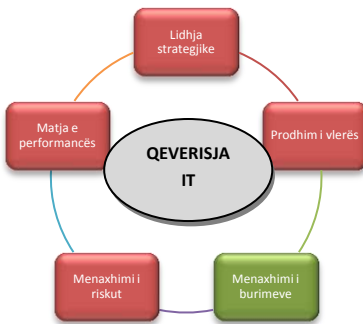 Lidhja
strategjike
Matja e
performancës
Prodhim i vlerës
QEVERISJA
IT
Menaxhimi i
riskut
Menaxhimi i
burimeve